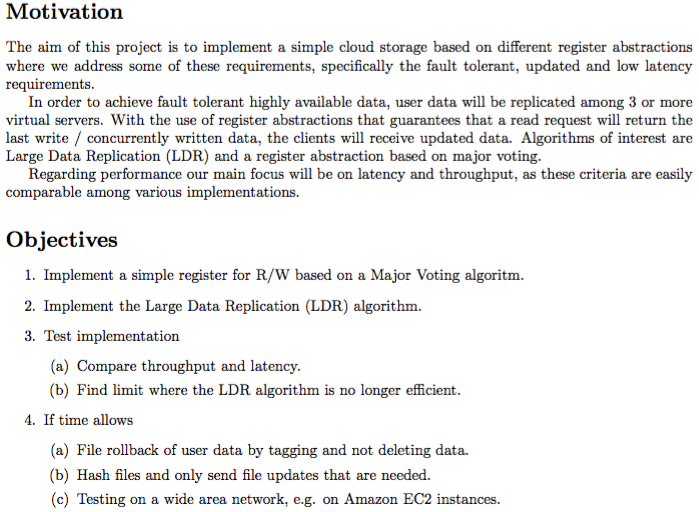 Motivation
The aim of this project is to implement a simple cloud storage based on different register abstractions
where we address some of these requirements, specifically the fault tolerant, updated and low latency
requirements.
In order to achieve fault tolerant highly available data, user data will be replicated among 3 or more
virtual servers. With the use of register abstractions that guarantees that a read request will return the
last write / concurrently written data, the clients will receive updated data. Algorithms of interest are
Large Data Replication (LDR) and a register abstraction based on major voting.
Regarding performance our main focus will be on latency and throughput, as these criteria are easily
comparable among various implementations.
Objectives
1. Implement a simple register for R/W based on a Major Voting algoritm.
2. Implement the Large Data Replication (LDR) algorithm.
3. Test implementation
(a) Compare throughput and latency.
(b) Find limit where the LDR algorithm is no longer efficient.
4. If time allows
(a) File rollback of user data by tagging and not deleting data.
(b) Hash files and only send file updates that are needed.
(c) Testing on a wide area network, e.g. on Amazon EC2 instances.